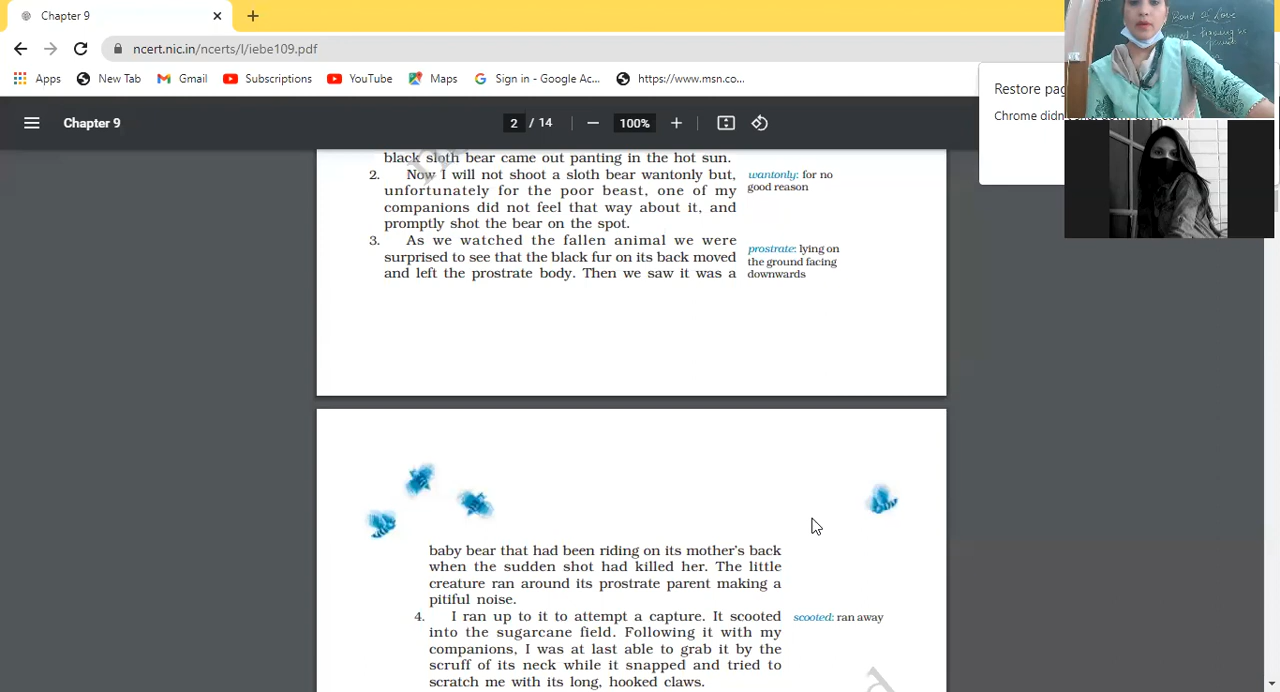 Chapter 9
ncert.nic.in/ncerts/l/iebe109.pdf
Apps
New Tab
Gmail
Subscriptions
YouTube
Maps
Sign in - Google Ac...
https://www.msn.co...
Restore pag
Chrome didn
Chapter 9
2 / 14
100%
black sloth bear came out panting in the hot sun.
2. Now I will not shoot a sloth bear wantonly but,
unfortunately for the poor beast, one of my
companions did not feel that way about it, and
promptly shot the bear on the spot.
wantonly: for no
good reason
3. As we watched the fallen animal we were
surprised to see that the black fur on its back moved
and left the prostrate body. Then we saw it was a
prostrate: lying on
the ground facing
downwards
baby bear that had been riding on its mother's back
when the sudden shot had killed her. The little
creature ran around its prostrate parent making a
pitiful noise.
4. I ran up to it to attempt a capture. It scooted
into the sugarcane field. Following it with my
companions, I was at last able to grab it by the
scruff of its neck while it snapped and tried to
scratch me with its long, hooked claws.
scooted: ran away
Bond of Love